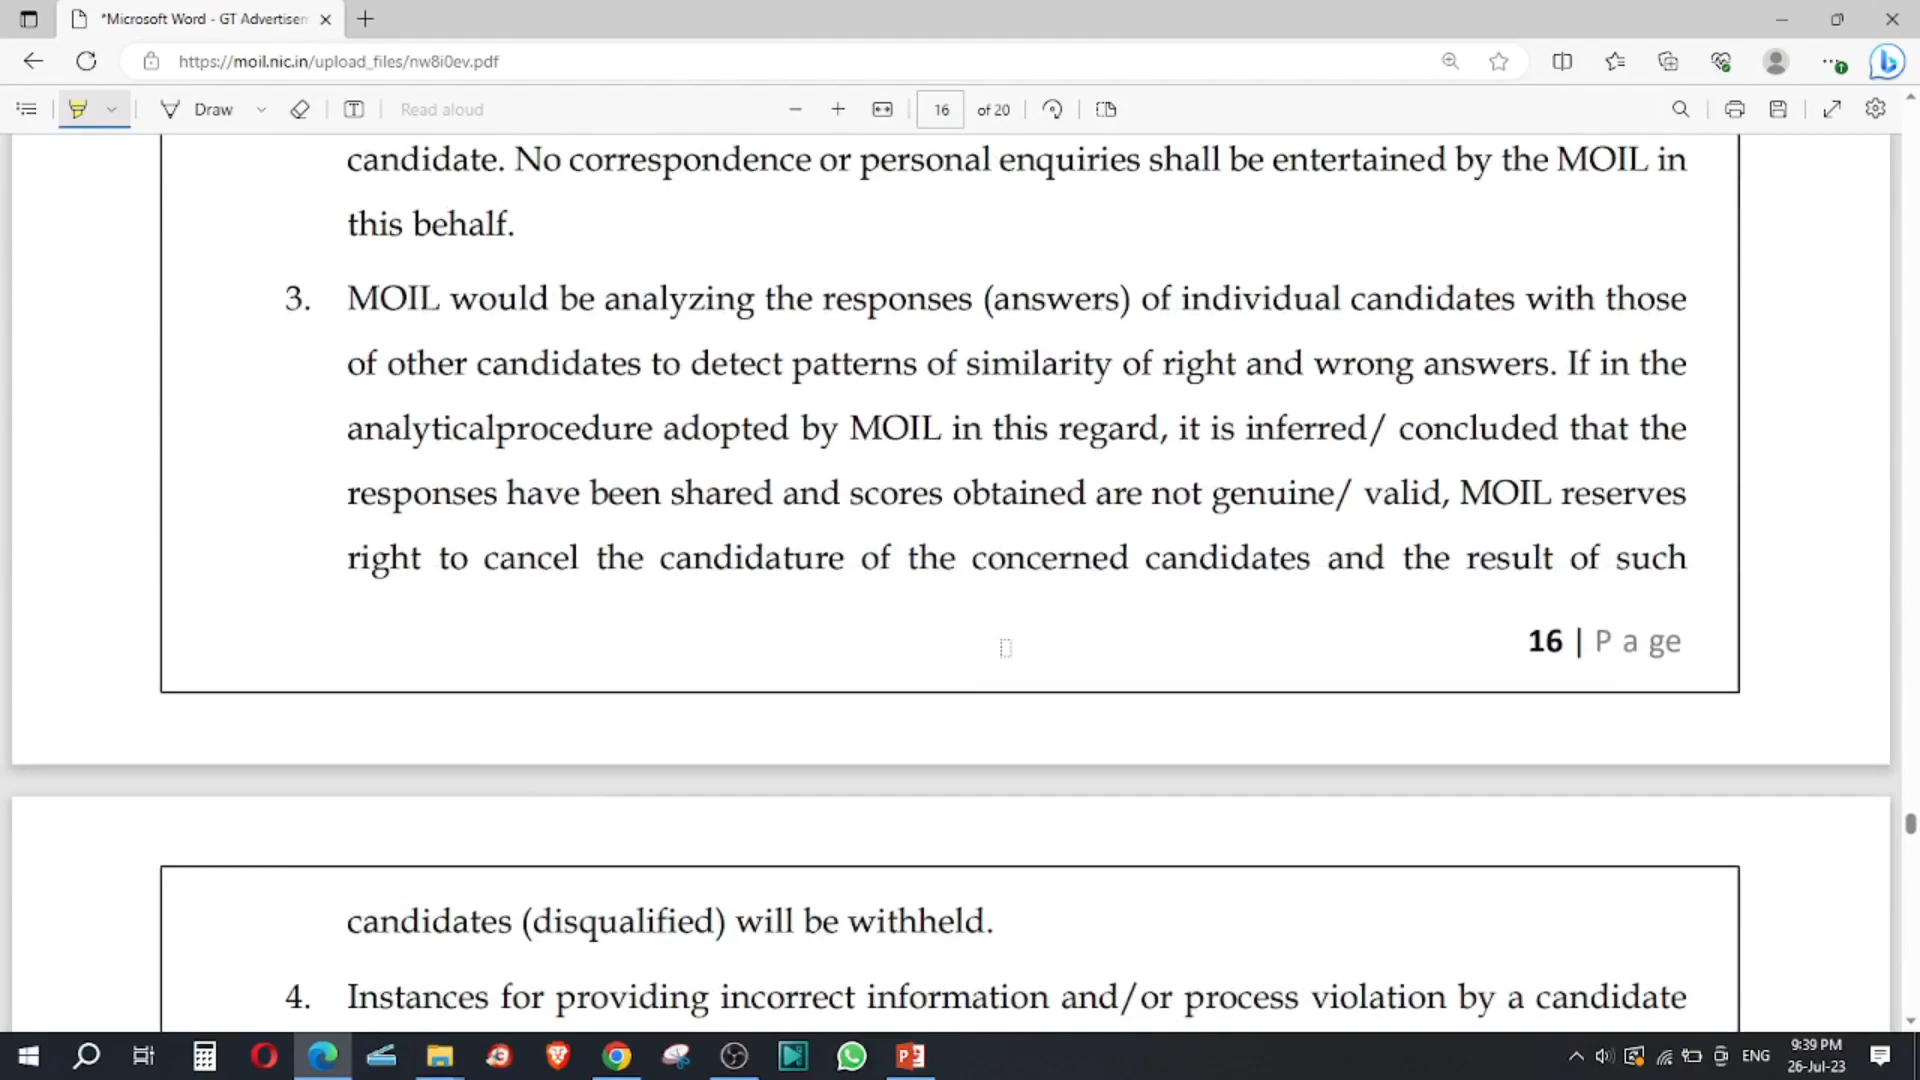 *Microsoft Word - GT Advertisem
https://moil.nic.in/upload_files/nw8i0ev.pdf
Draw
Read aloud
16 of 20
candidate. No correspondence or personal enquiries shall be entertained by the MOIL in
this behalf.
3. MOIL would be analyzing the responses (answers) of individual candidates with those
of other candidates to detect patterns of similarity of right and wrong answers. If in the
analyticalprocedure adopted by MOIL in this regard, it is inferred/ concluded that the
responses have been shared and scores obtained are not genuine/ valid, MOIL reserves
right to cancel the candidature of the concerned candidates and the result of such
16 | P a ge
candidates (disqualified) will be withheld.
4. Instances for providing incorrect information and/or process violation by a candidate
ENG
9:39 PM
26-Jul-23